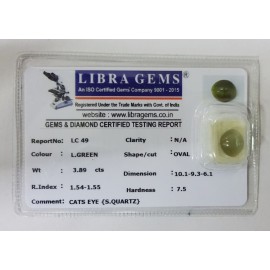 LIBRA GEMS
An ISO Certified Gems Company 9001 - 2015
Registered Under the Trade Marks web Govt. of India
website : www.libragems.co.in
GEMS & DIAMOND CERTIFIED TESTING REPORT
ReportNo: LC 49 Clarity : N/A
Colour : L.GREEN Shape/cut : OVAL
Wt : 3.89 cts Dimension : 10.1-9.3-6.1
R.Index : 1.54-1.55 Hardness : 7.5
Comment : CATS EYE {S.QUARTZ}